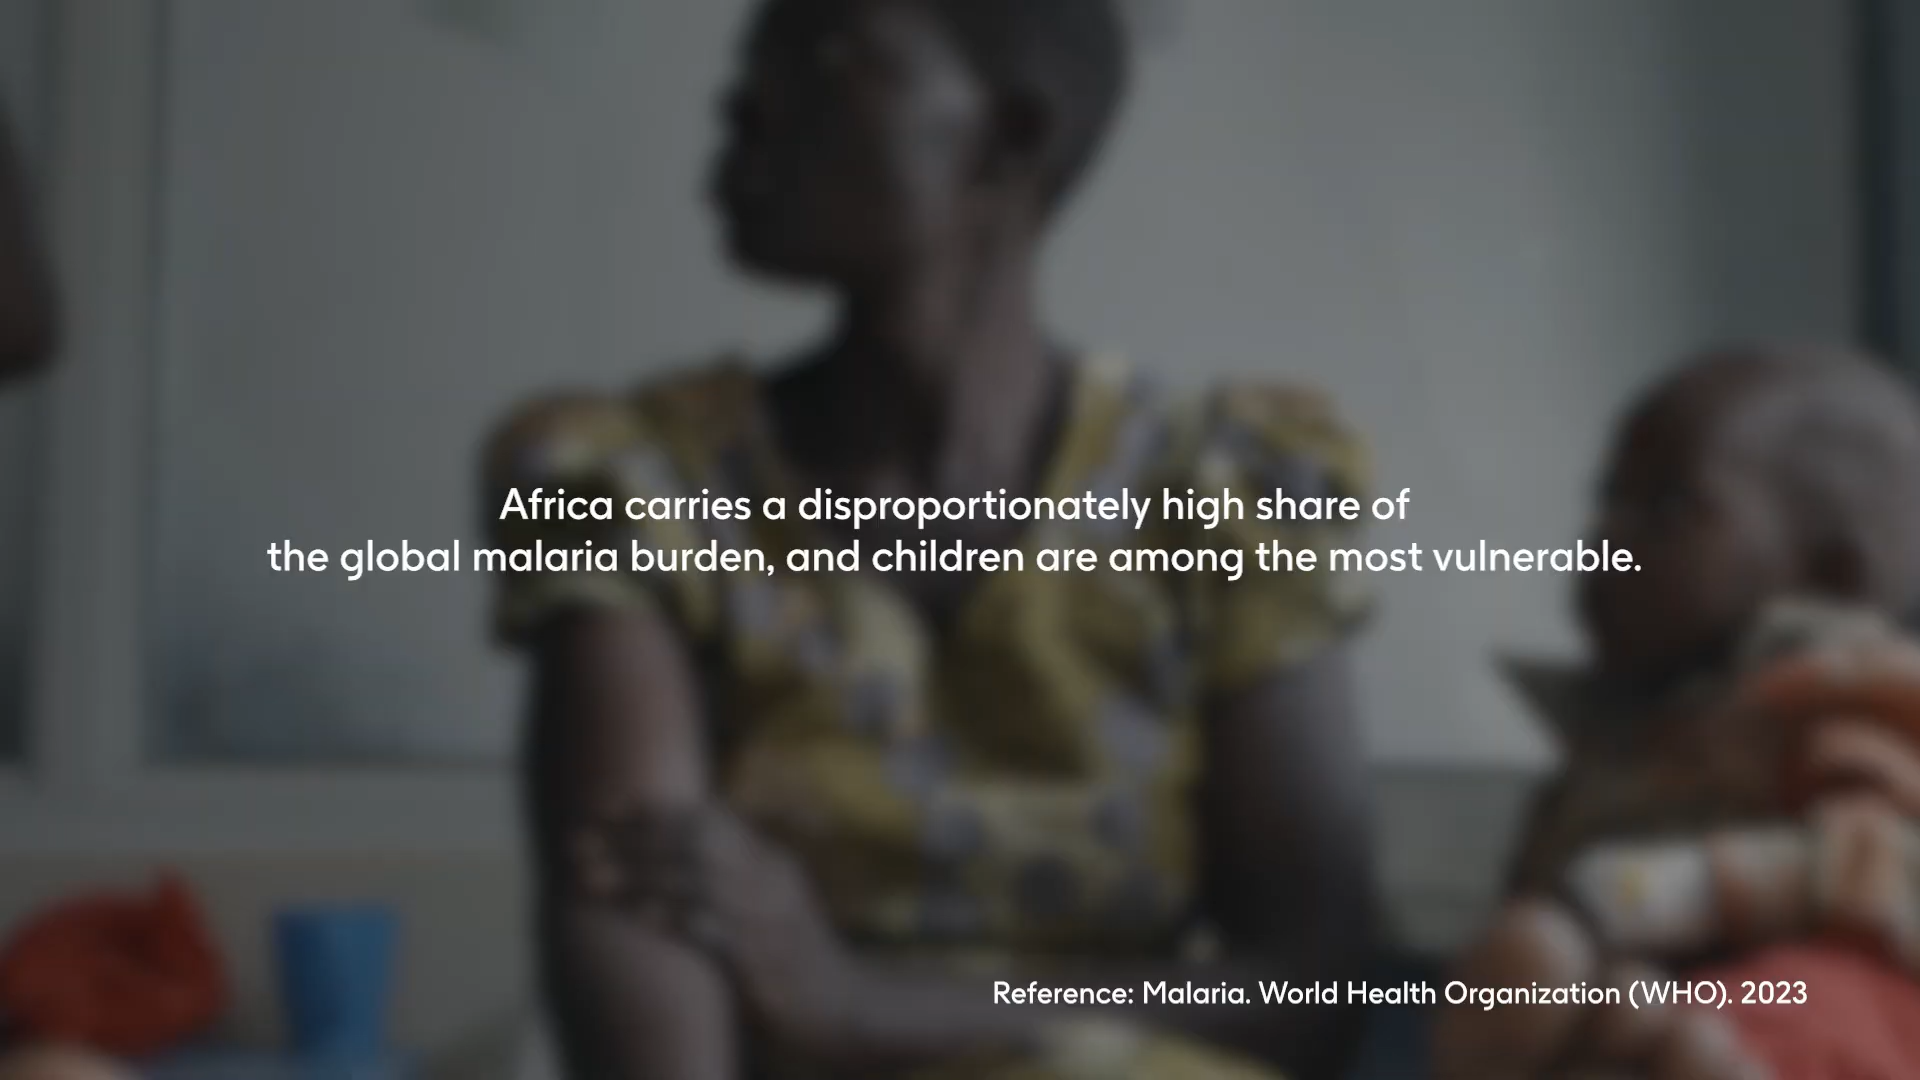 Africa carries a disproportionately high share of
the global malaria burden, and children are among the most vulnerable.
Reference: Malaria. World Health Organization (WHO). 2023